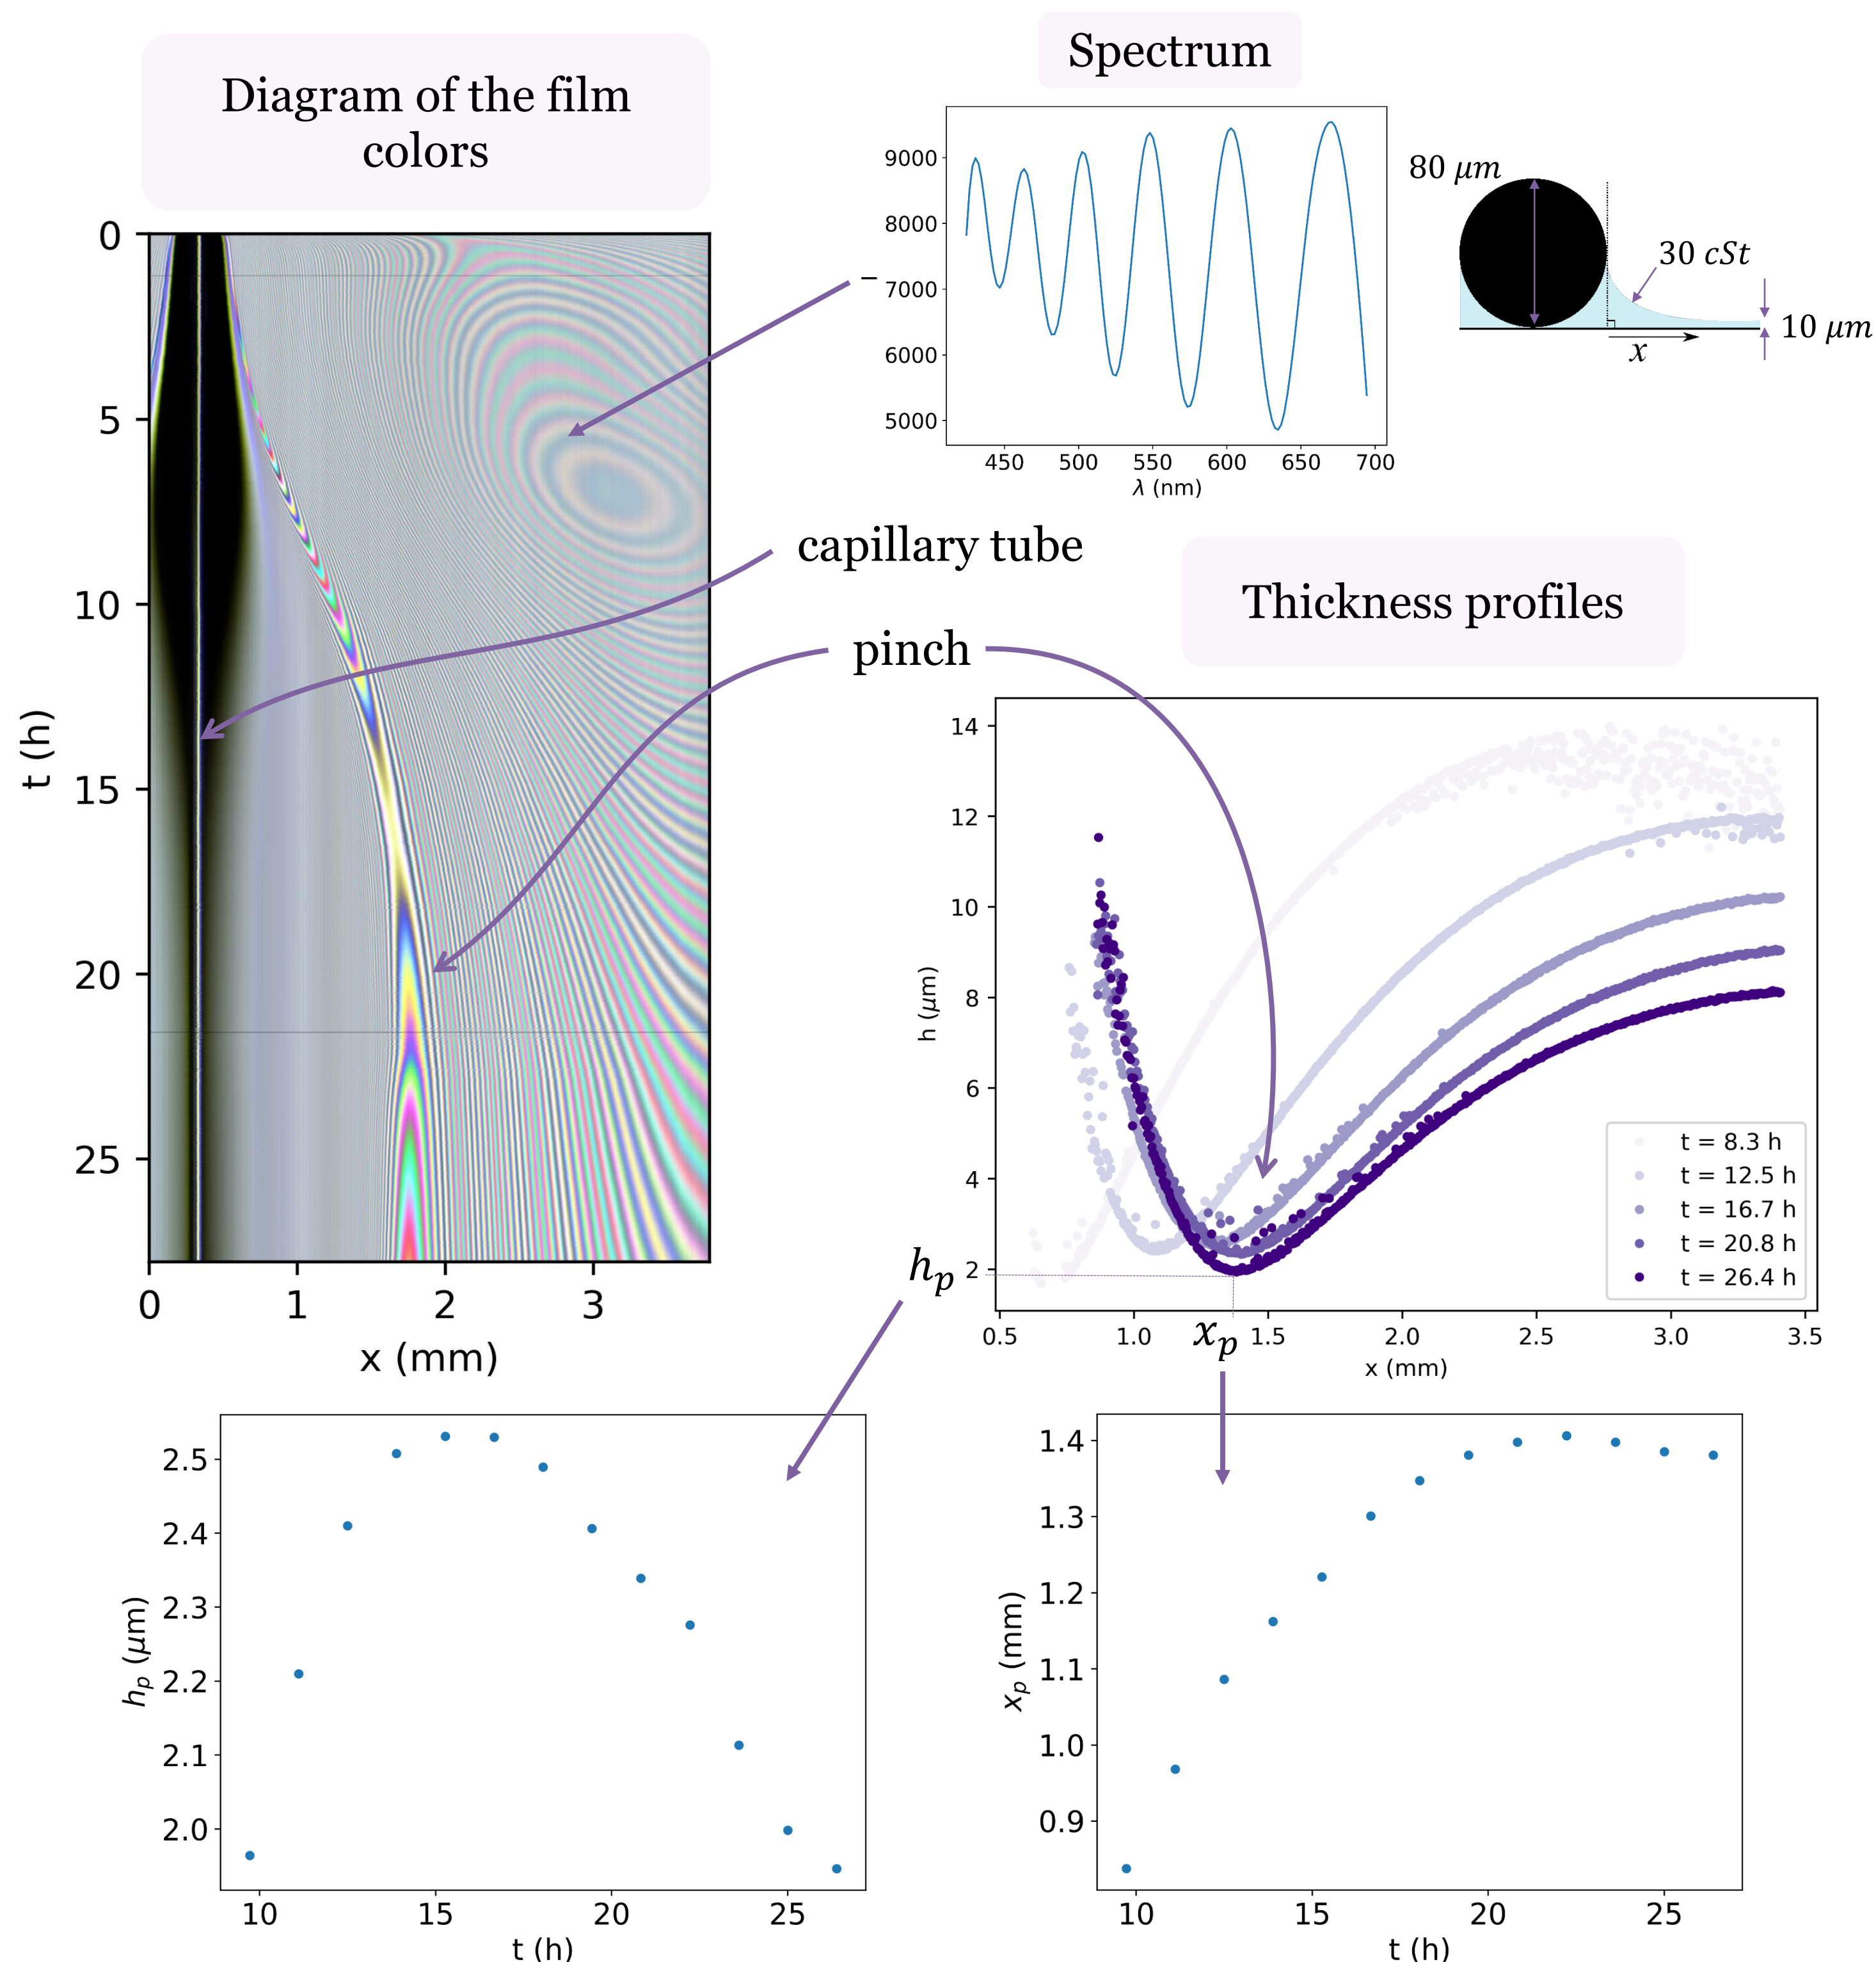 Diagram of the film
colors
0
5
10
15
20
25
t (h)
0 1 2 3
x (mm)
Spectrum
9000
8000
7000
6000
5000
450 500 550 600 650 700
λ (nm)
80 μm
30 cSt
10 μm
x
capillary tube
pinch
Thickness profiles
14
12
10
8
6
4
2
h (μm)
t = 8.3 h
t = 12.5 h
t = 16.7 h
t = 20.8 h
t = 26.4 h
h_p
0.5 1.0 x_p 1.5 2.0 2.5 3.0 3.5
x (mm)
2.5
2.4
2.3
2.2
2.1
2.0
h_p (μm)
10 15 20 25
t (h)
1.4
1.3
1.2
1.1
1.0
0.9
x_p (mm)
10 15 20 25
t (h)